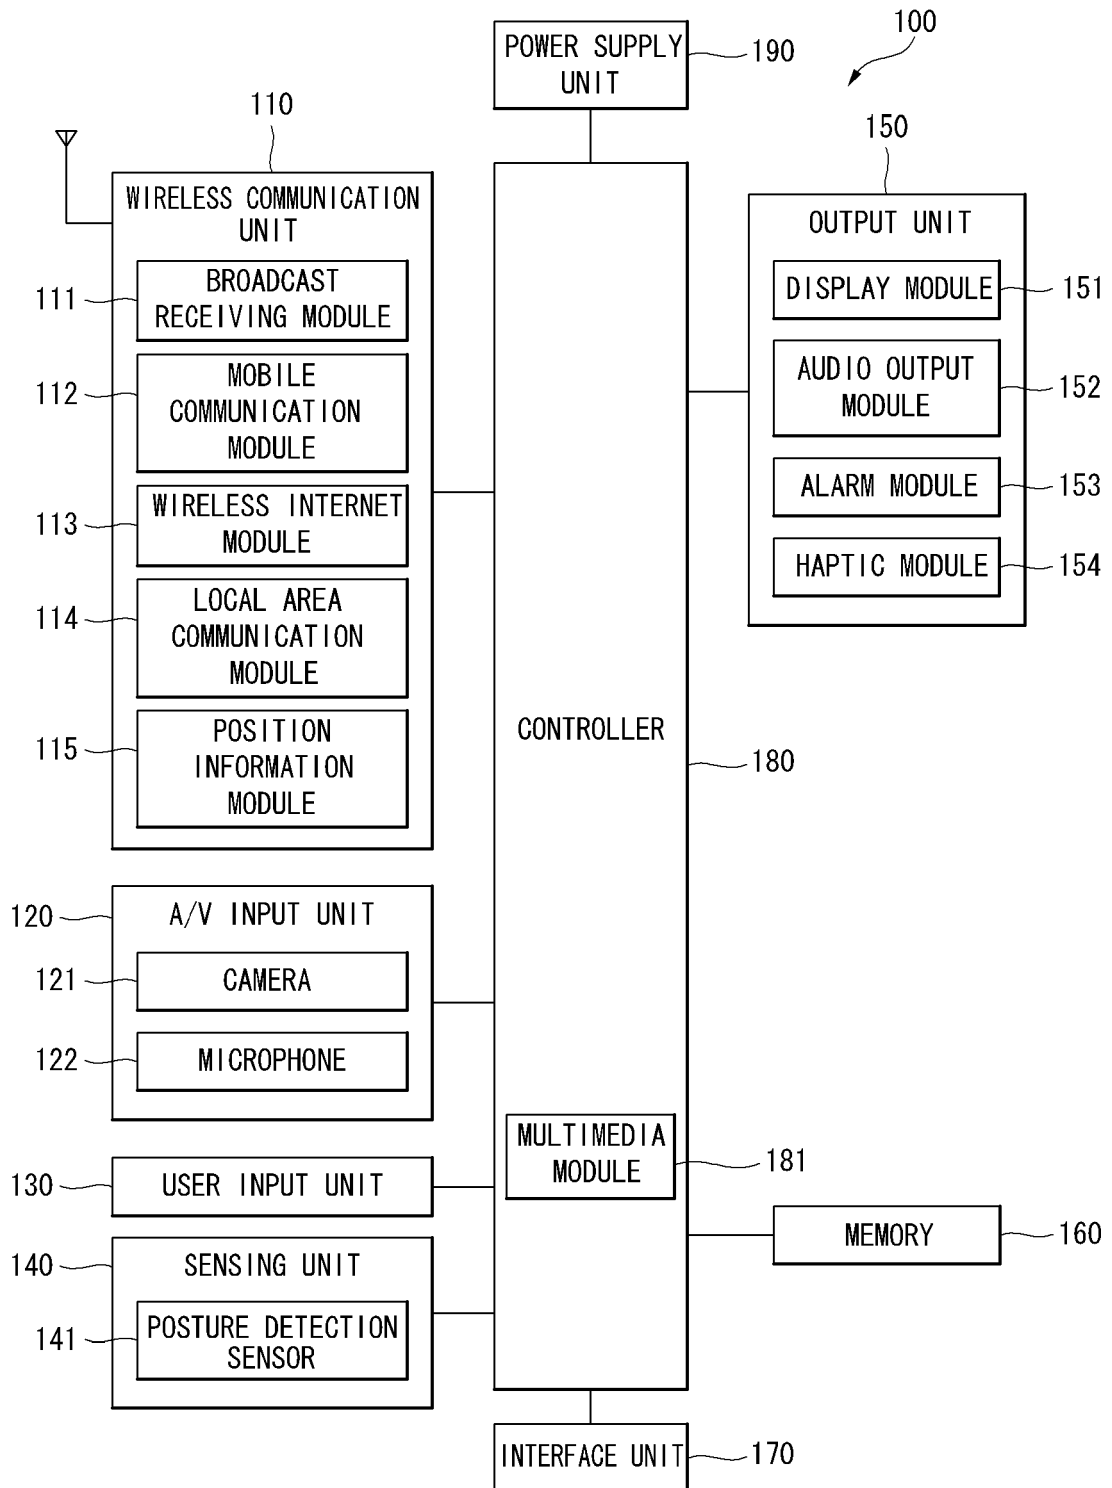 100
POWER SUPPLY
UNIT
190
110
WIRELESS COMMUNICATION
UNIT
111
BROADCAST
RECEIVING MODULE
112
MOBILE
COMMUNICATION
MODULE
113
WIRELESS INTERNET
MODULE
114
LOCAL AREA
COMMUNICATION
MODULE
115
POSITION
INFORMATION
MODULE
120
A/V INPUT UNIT
121
CAMERA
122
MICROPHONE
130
USER INPUT UNIT
140
SENSING UNIT
141
POSTURE DETECTION
SENSOR
CONTROLLER
180
MULTIMEDIA
MODULE
181
150
OUTPUT UNIT
DISPLAY MODULE
151
AUDIO OUTPUT
MODULE
152
ALARM MODULE
153
HAPTIC MODULE
154
MEMORY
160
INTERFACE UNIT
170